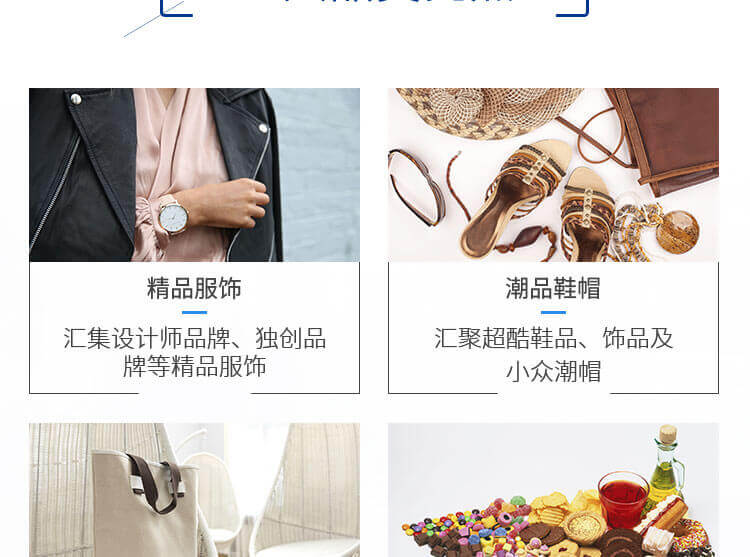 精品服饰
汇集设计师品牌、独创品
牌等精品服饰
潮品鞋帽
汇聚超酷鞋品、饰品及
小众潮帽